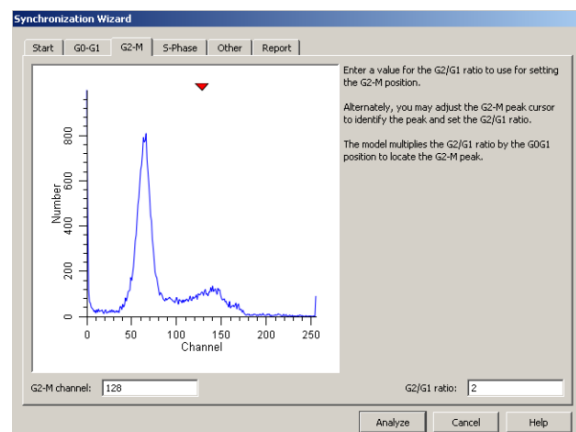 Synchronization Wizard
Start G0-G1 G2-M S-Phase Other Report
Enter a value for the G2/G1 ratio to use for setting
the G2-M position.
Alternately, you may adjust the G2-M peak cursor
to identify the peak and set the G2/G1 ratio.
The model multiplies the G2/G1 ratio by the G0G1
position to locate the G2-M peak.
800
600
400
200
0
Number
0 50 100 150 200 250
Channel
G2-M channel: 128
G2/G1 ratio: 2
Analyze Cancel Help